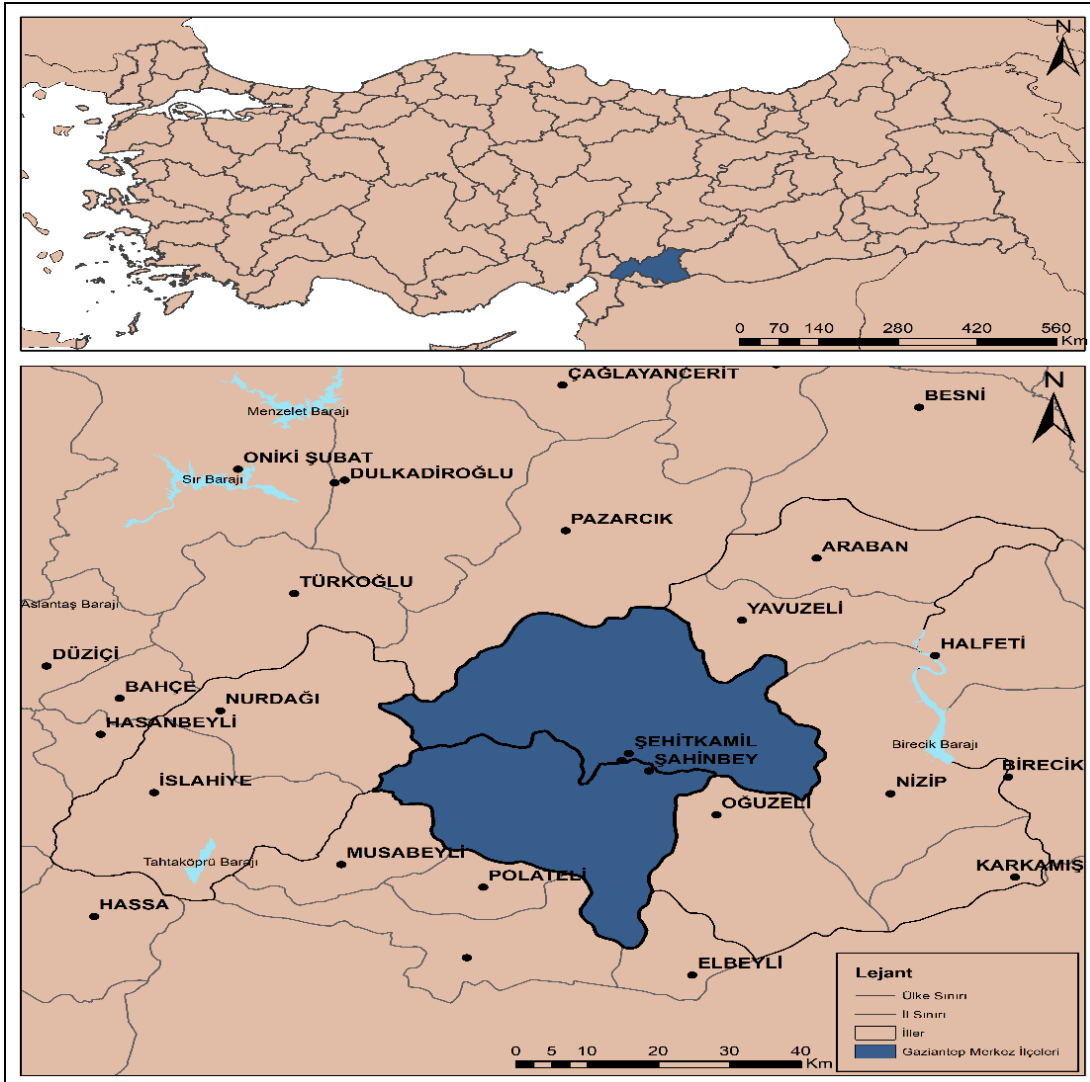 N
0 70 140 280 420 560
Km
ÇAĞLAYANCERİT
BESNİ
N
Menzelet Barajı
ONİKİ ŞUBAT
Sır Barajı
DULKADİROĞLU
PAZARCIK
ARABAN
TÜRKOĞLU
Aslantaş Barajı
YAVUZELİ
HALFETİ
DÜZİÇİ
BAHÇE
NURDAĞI
HASANBEYLİ
Birecik Barajı
ŞEHİTKAMİL
ŞAHİNBEY
BİRECİK
İSLAHİYE
NİZİP
OĞUZELİ
Tahtaköprü Barajı
MUSABEYLİ
POLATELİ
KARKAMIŞ
HASSA
ELBEYLİ
Lejant
Ülke Sınırı
İl Sınırı
İller
Gaziantep Merkez İlçeleri
0 5 10 20 30 40
Km